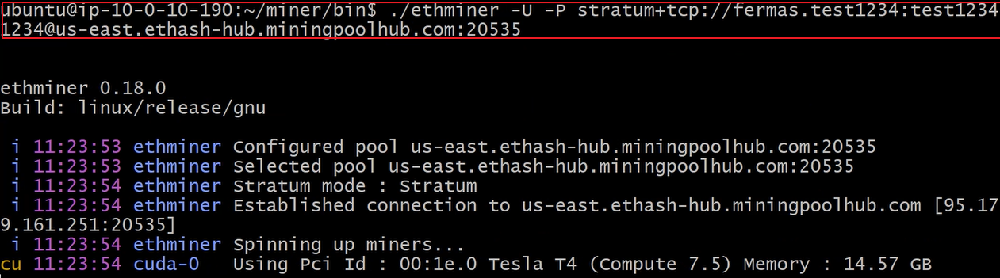 ubuntu@ip-10-0-10-190:~/miner/bin$ ./ethminer -U -P stratum+tcp://fermas.test1234:test1234
1234@us-east.ethash-hub.miningpoolhub.com:20535
ethminer 0.18.0
Build: linux/release/gnu
i 11:23:53 ethminer Configured pool us-east.ethash-hub.miningpoolhub.com:20535
i 11:23:53 ethminer Selected pool us-east.ethash-hub.miningpoolhub.com:20535
i 11:23:54 ethminer Stratum mode : Stratum
i 11:23:54 ethminer Established connection to us-east.ethash-hub.miningpoolhub.com [95.17
9.161.251:20535]
i 11:23:54 ethminer Spinning up miners...
cu 11:23:54 cuda-0 Using Pci Id : 00:1e.0 Tesla T4 (Compute 7.5) Memory : 14.57 GB